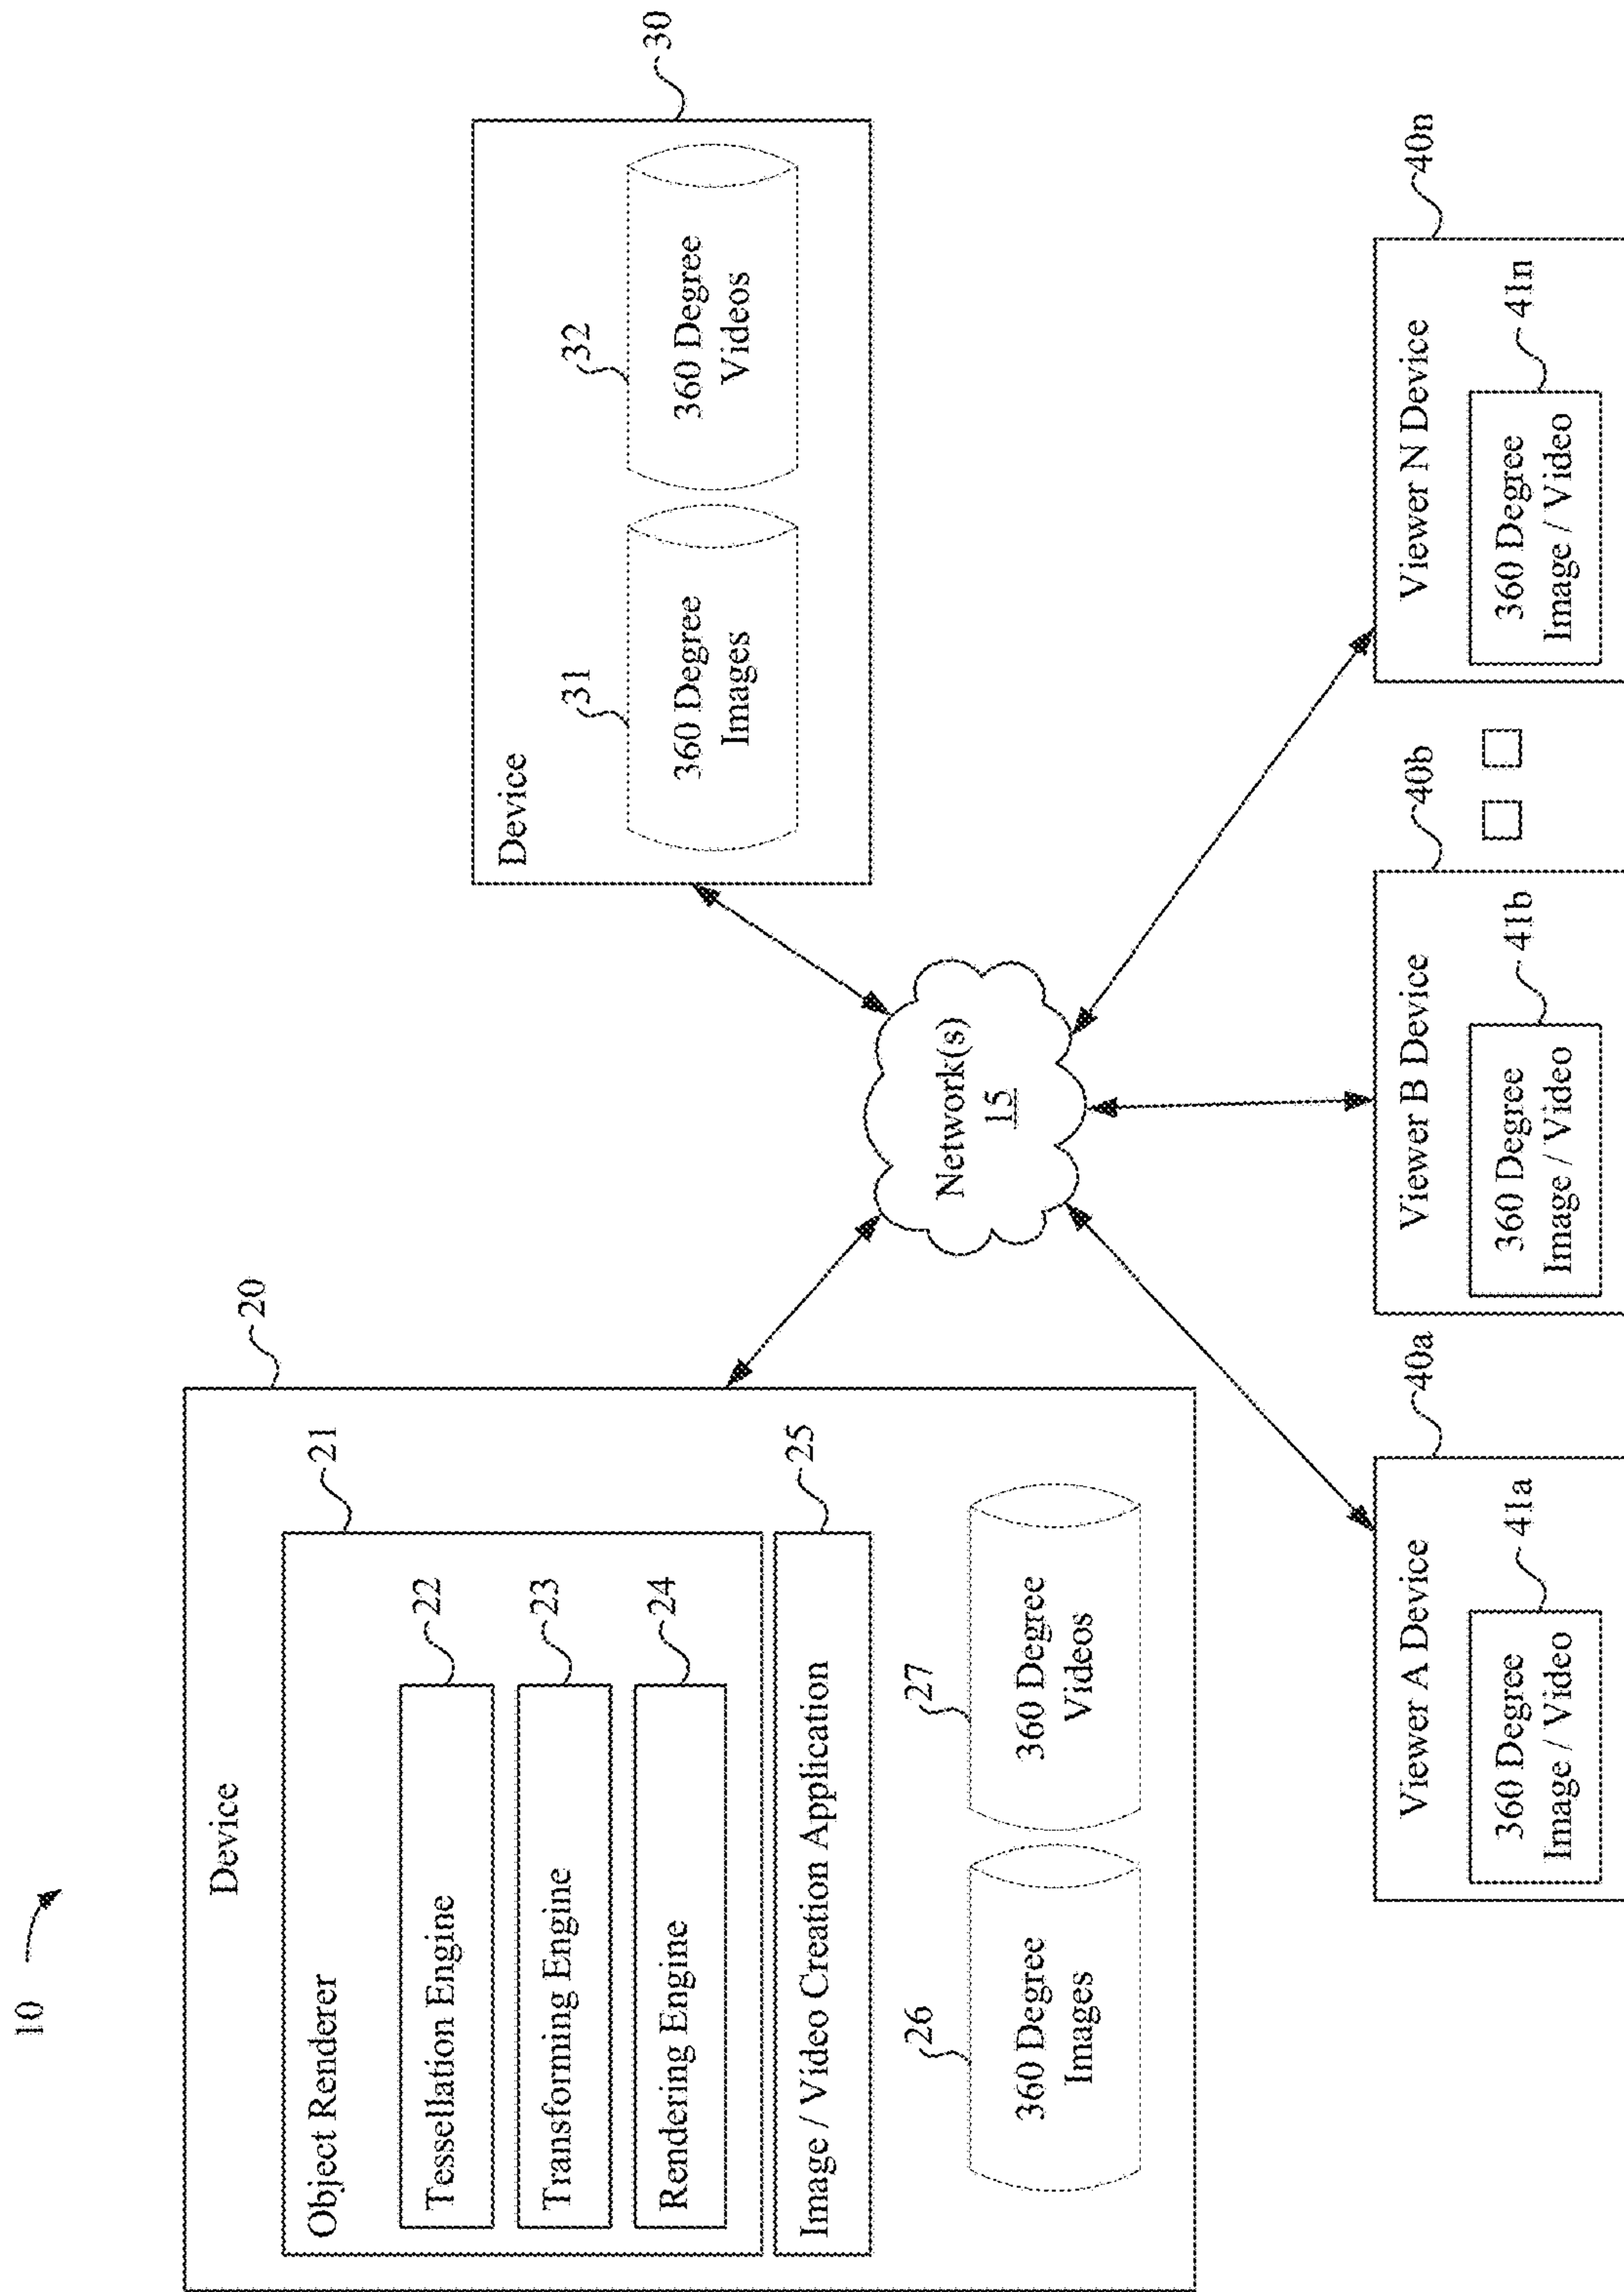 10
Device
20
Object Renderer
21
Tessellation Engine
22
Transforming Engine
23
Rendering Engine
24
Image / Video Creation Application
25
26
360 Degree
Images
27
360 Degree
Videos
Device
30
31
360 Degree
Images
32
360 Degree
Videos
Network(s)
15
40a
Viewer A Device
41a
360 Degree
Image / Video
40b
Viewer B Device
41b
360 Degree
Image / Video
40n
Viewer N Device
41n
360 Degree
Image / Video